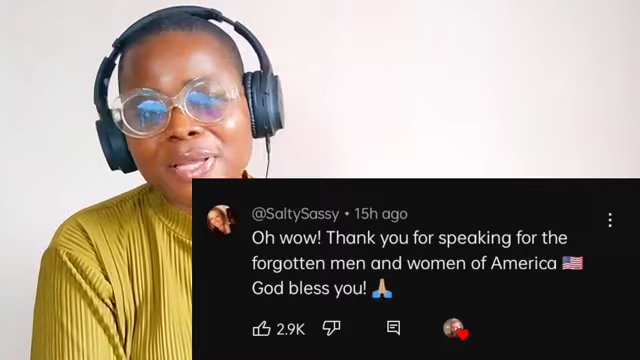 @SaltySassy • 15h ago
Oh wow! Thank you for speaking for the
forgotten men and women of America 🇺🇸
God bless you! 🙏🏽
2.9K